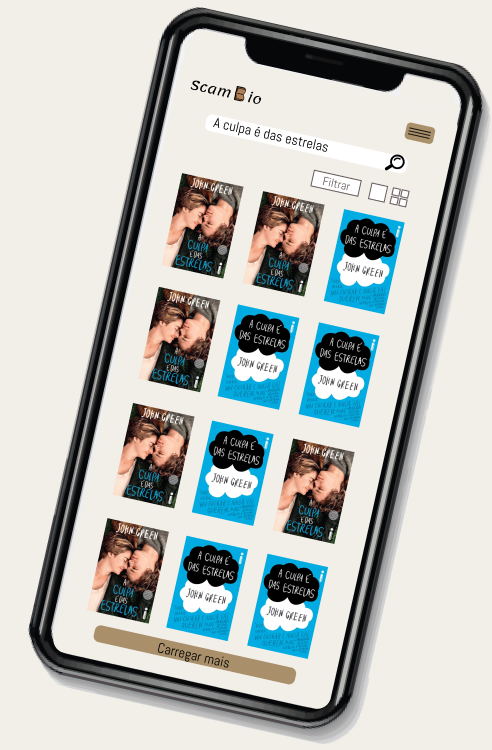 ScamBio
A culpa é das estrelas
Filtrar
JOHN GREEN
A
CULPA
É DAS
ESTRELAS
JOHN GREEN
A
CULPA
É DAS
ESTRELAS
A CULPA É
DAS ESTRELAS
JOHN GREEN
JOHN GREEN
A
CULPA
É DAS
ESTRELAS
A CULPA É
DAS ESTRELAS
JOHN GREEN
A CULPA É
DAS ESTRELAS
JOHN GREEN
JOHN GREEN
A
CULPA
É DAS
ESTRELAS
A CULPA É
DAS ESTRELAS
JOHN GREEN
JOHN GREEN
A
CULPA
É DAS
ESTRELAS
JOHN GREEN
A
CULPA
É DAS
ESTRELAS
A CULPA É
DAS ESTRELAS
JOHN GREEN
A CULPA É
DAS ESTRELAS
JOHN GREEN
Carregar mais